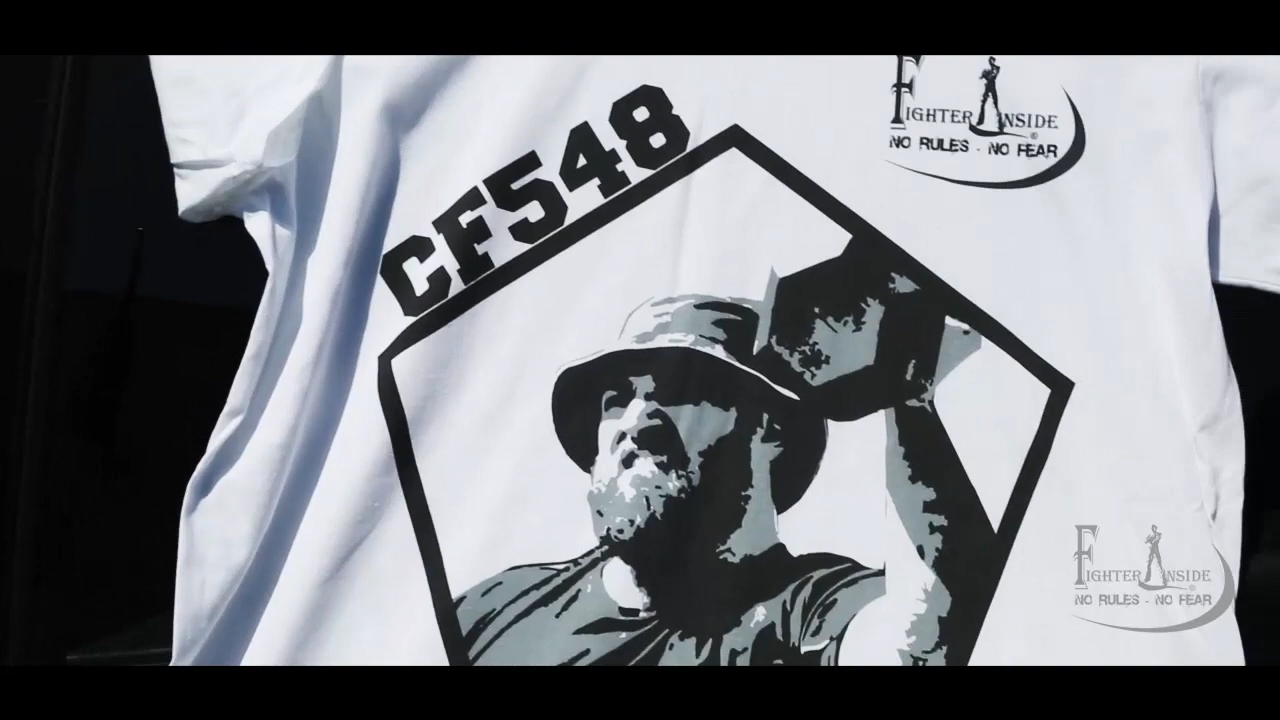 CF548
FIGHTER INSIDE
NO RULES - NO FEAR
FIGHTER INSIDE
NO RULES - NO FEAR